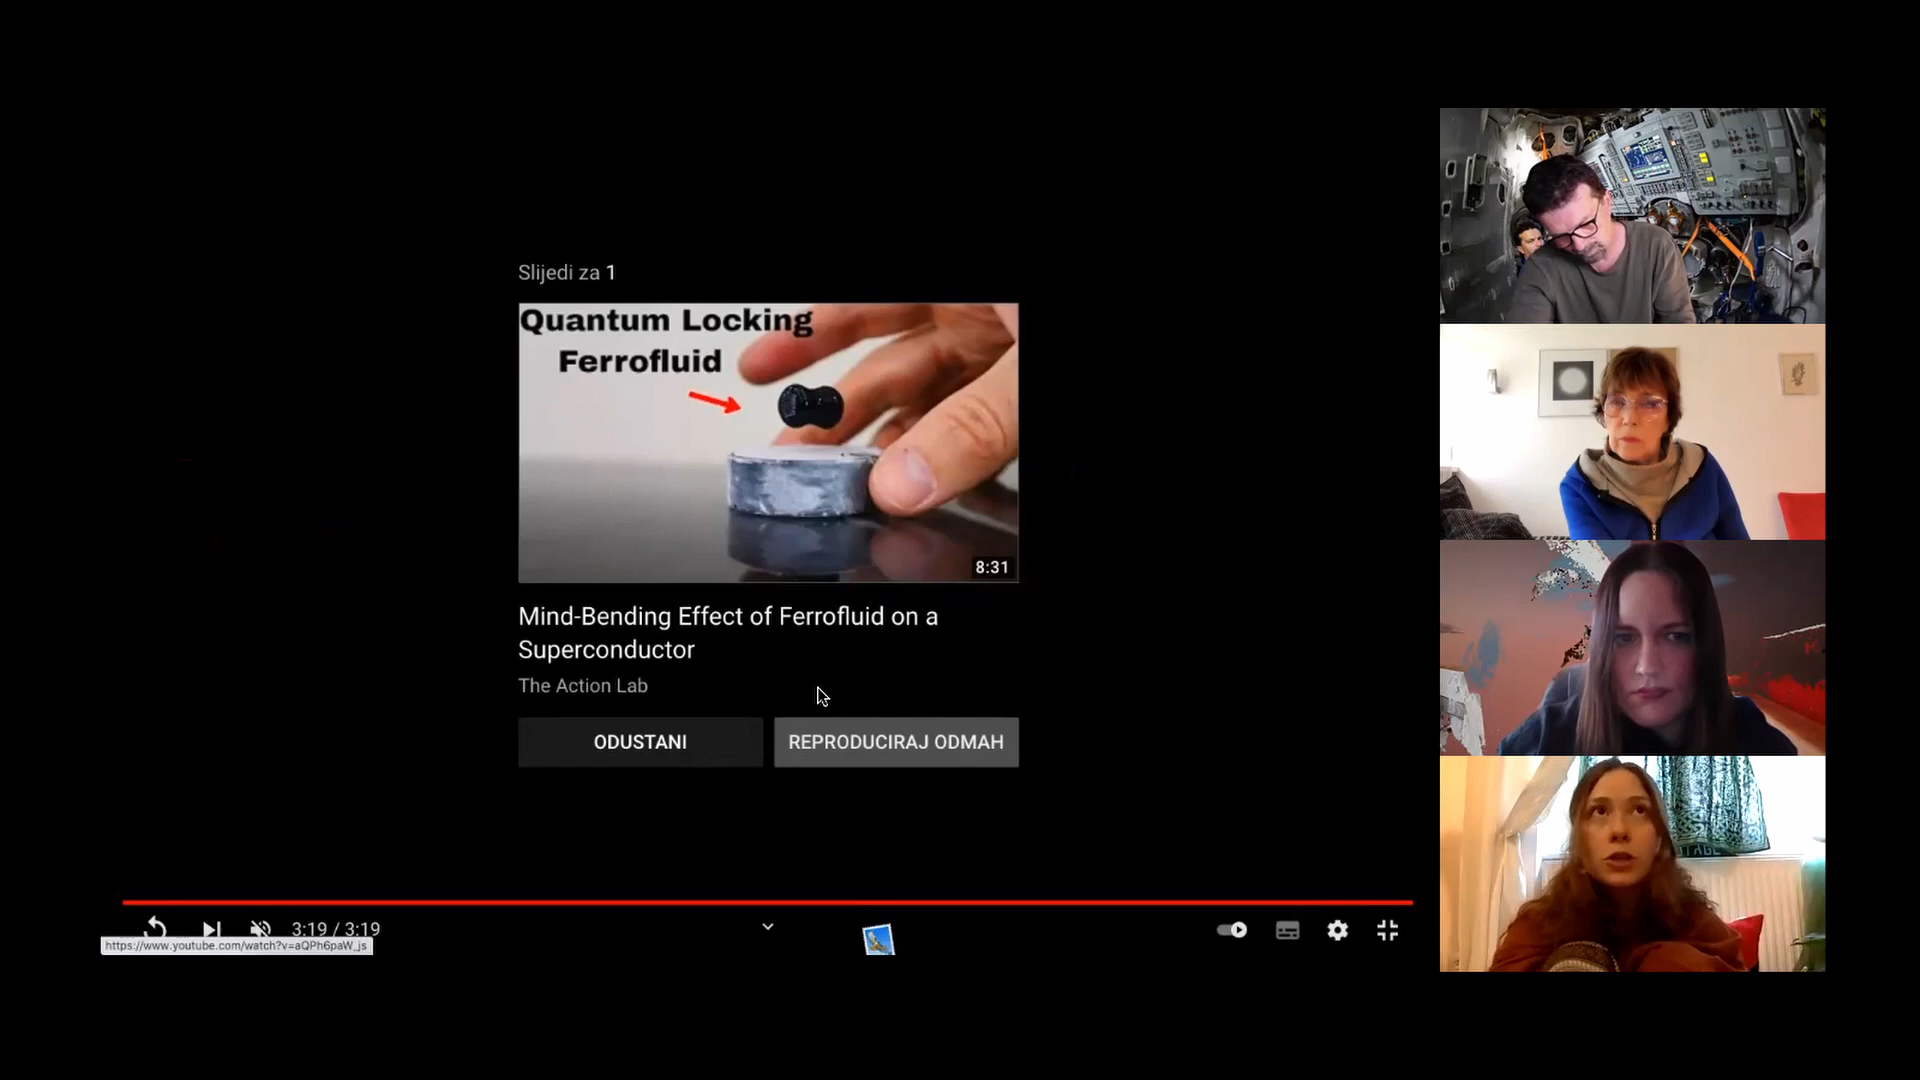 Slijedi za 1
Quantum Locking
Ferrofluid
8:31
Mind-Bending Effect of Ferrofluid on a
Superconductor
The Action Lab
ODUSTANI
REPRODUCIRAJ ODMAH
3:19 / 3:19
https://www.youtube.com/watch?v=aQPh6paW_js